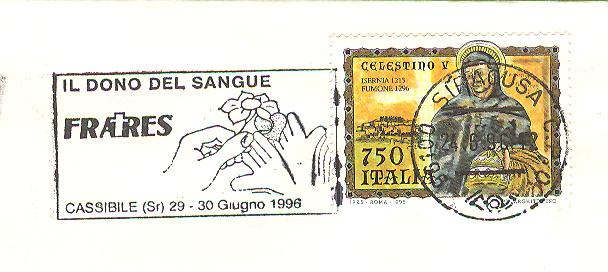 IL DONO DEL SANGUE
FRATRES
CASSIBILE (Sr) 29 - 30 Giugno 1996
CELESTINO V
ISERNIA 1215
FUMONE 1296
750
ITALIA
SIRACUSA
ROMA